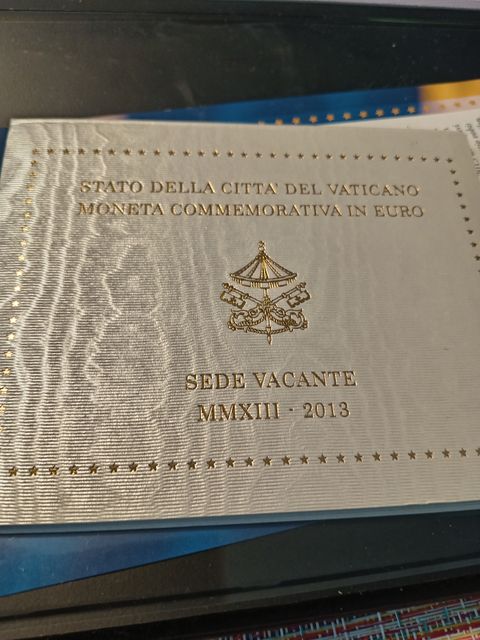 STATO DELLA CITTA' DEL VATICANO
MONETA COMMEMORATIVA IN EURO
SEDE VACANTE
MMXIII - 2013